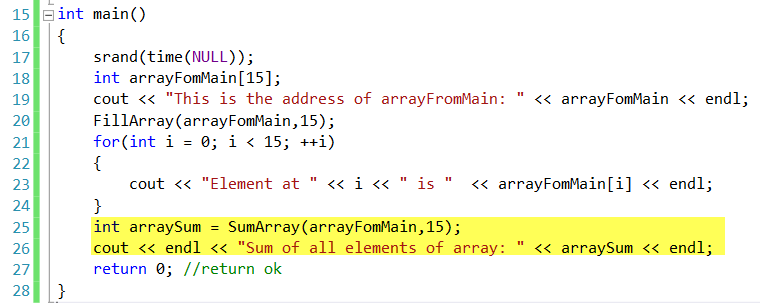 15 int main()
16 {
17 srand(time(NULL));
18 int arrayFomMain[15];
19 cout << "This is the address of arrayFromMain: " << arrayFomMain << endl;
20 FillArray(arrayFomMain,15);
21 for(int i = 0; i < 15; ++i)
22 {
23 cout << "Element at " << i << " is "  << arrayFomMain[i] << endl;
24 }
25 int arraySum = SumArray(arrayFomMain,15);
26 cout << endl << "Sum of all elements of array: " << arraySum << endl;
27 return 0; //return ok
28 }